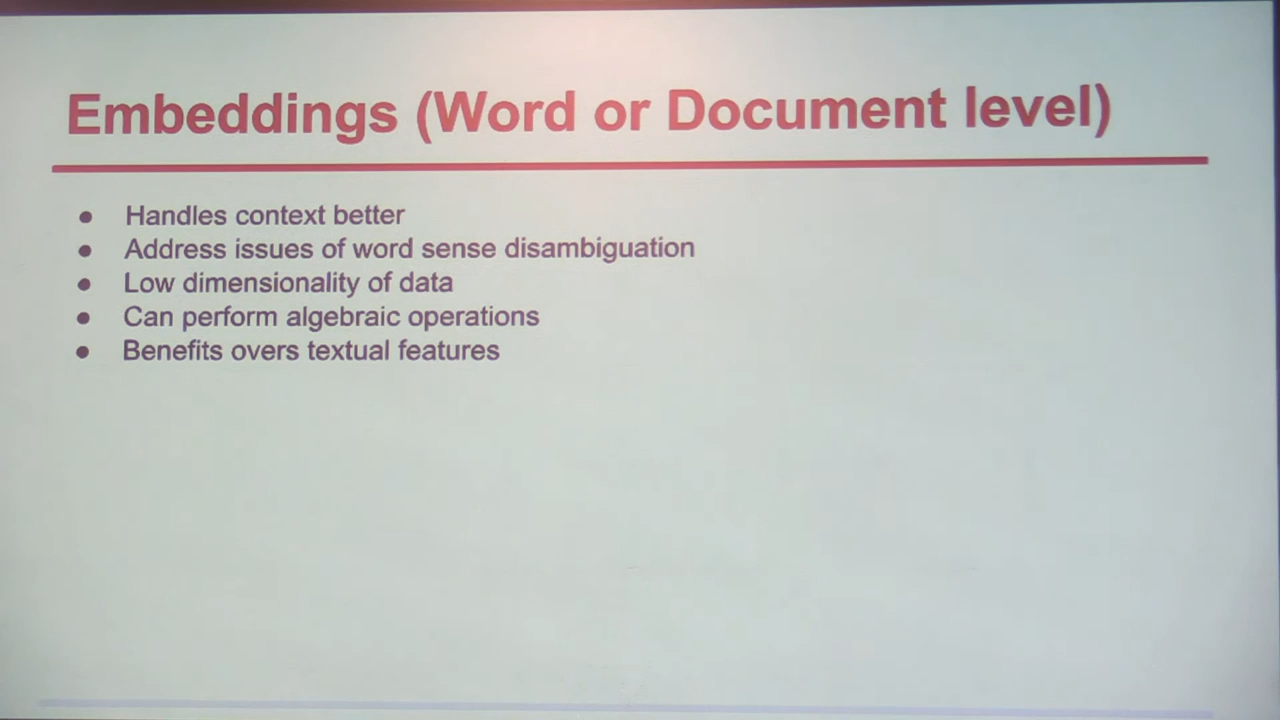 Embeddings (Word or Document level)
● Handles context better
● Address issues of word sense disambiguation
● Low dimensionality of data
● Can perform algebraic operations
● Benefits overs textual features